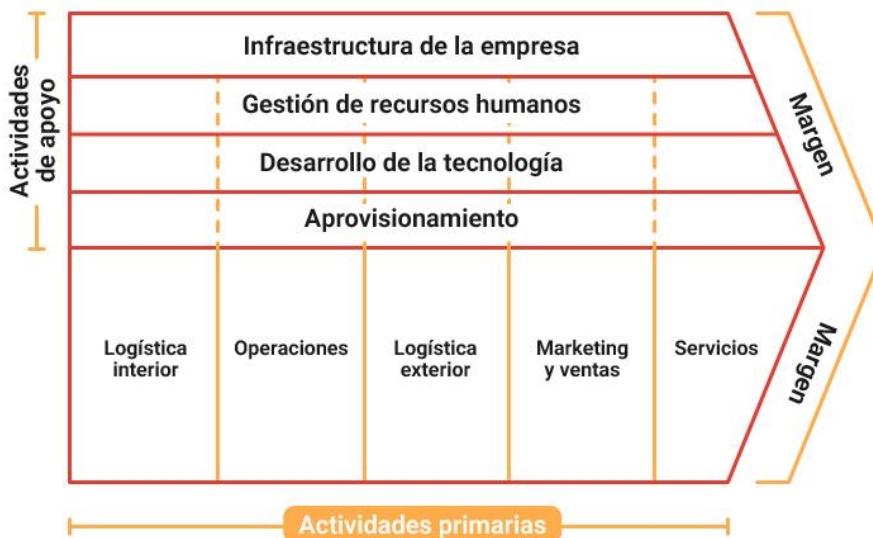 Actividades
de apoyo
Infraestructura de la empresa
Gestión de recursos humanos
Desarrollo de la tecnología
Aprovisionamiento
Margen
Logística
interior
Operaciones
Logística
exterior
Marketing
y ventas
Servicios
Margen
Actividades primarias